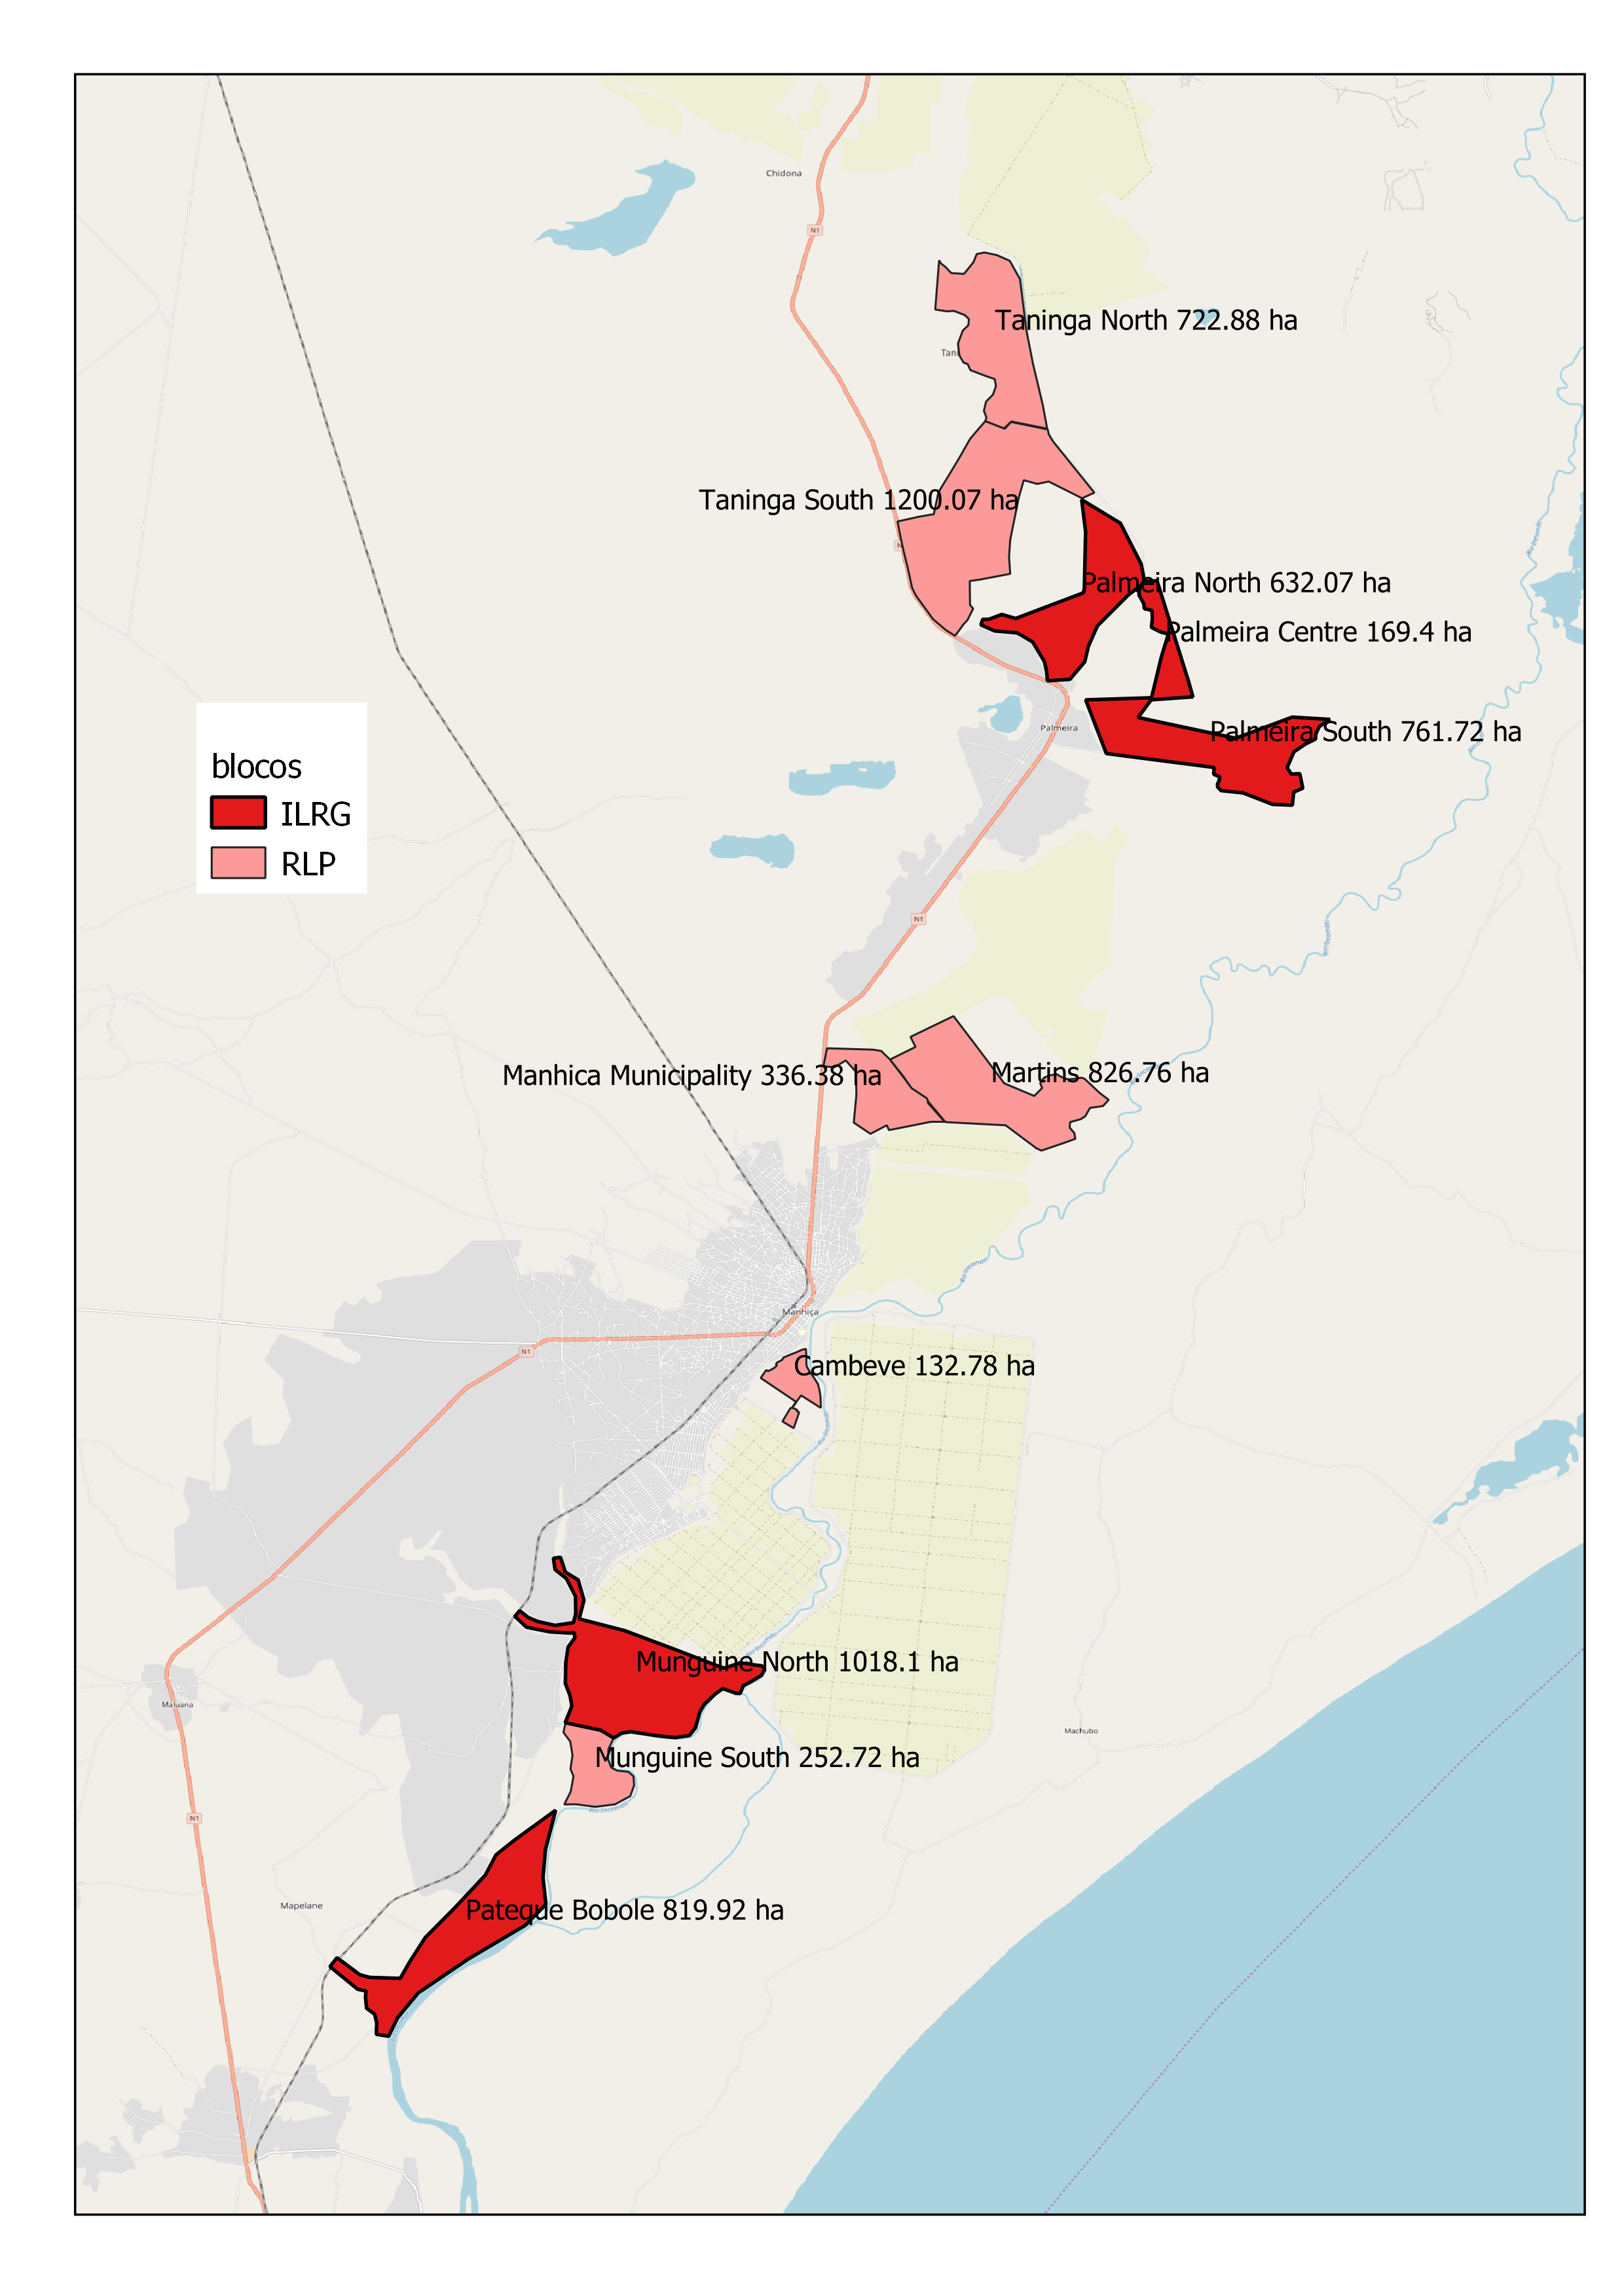 Chidona
N1
Taninga North 722.88 ha
Tani
Taninga South 1200.07 ha
Palmeira North 632.07 ha
Palmeira Centre 169.4 ha
Palmeira
Palmeira South 761.72 ha
blocos
ILRG
RLP
N1
Manhica Municipality 336.38 ha
Martins 826.76 ha
Manhiça
N1
Cambeve 132.78 ha
Munguine North 1018.1 ha
Maluana
Machubo
Munguine South 252.72 ha
N1
Mapelane
Pateque Bobole 819.92 ha